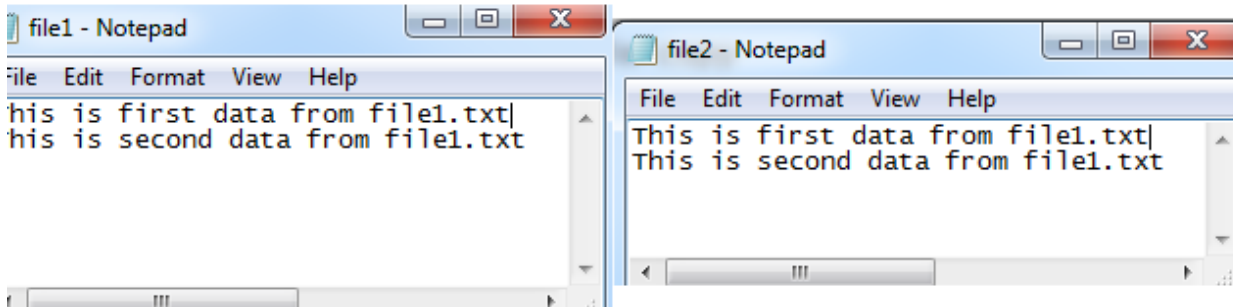 file1 - Notepad
File Edit Format View Help
This is first data from file1.txt
This is second data from file1.txt
file2 - Notepad
File Edit Format View Help
This is first data from file1.txt
This is second data from file1.txt